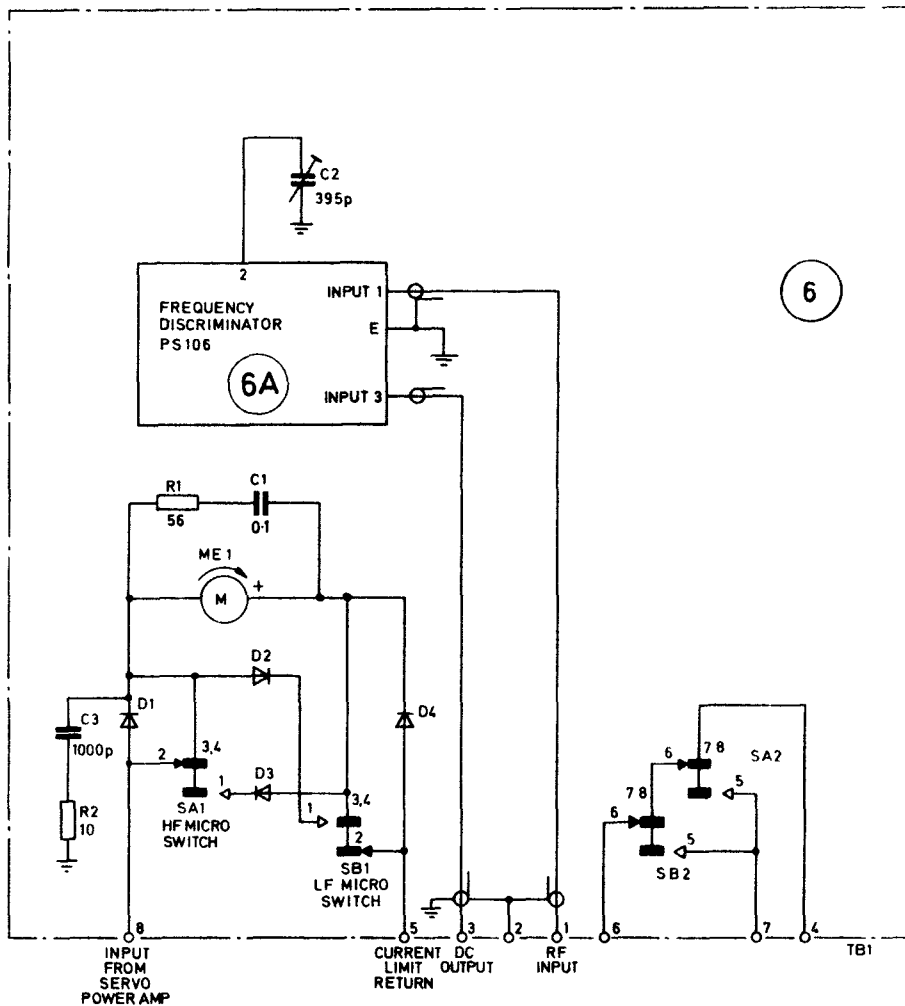 C2
395p
2
INPUT 1
FREQUENCY
DISCRIMINATOR
PS106
E
6
6A
INPUT 3
R1
56
C1
0·1
ME 1
+
M
D2
D1
D4
C3
1000p
2
3,4
1
D3
SA1
HF MICRO
SWITCH
1
3,4
2
SB1
LF MICRO
SWITCH
R2
10
6
7 8
SA2
5
7 8
6
5
SB2
8
5
3
2
1
6
7
4
TB1
INPUT
FROM
SERVO
POWER AMP
CURRENT
LIMIT
RETURN
DC
OUTPUT
RF
INPUT